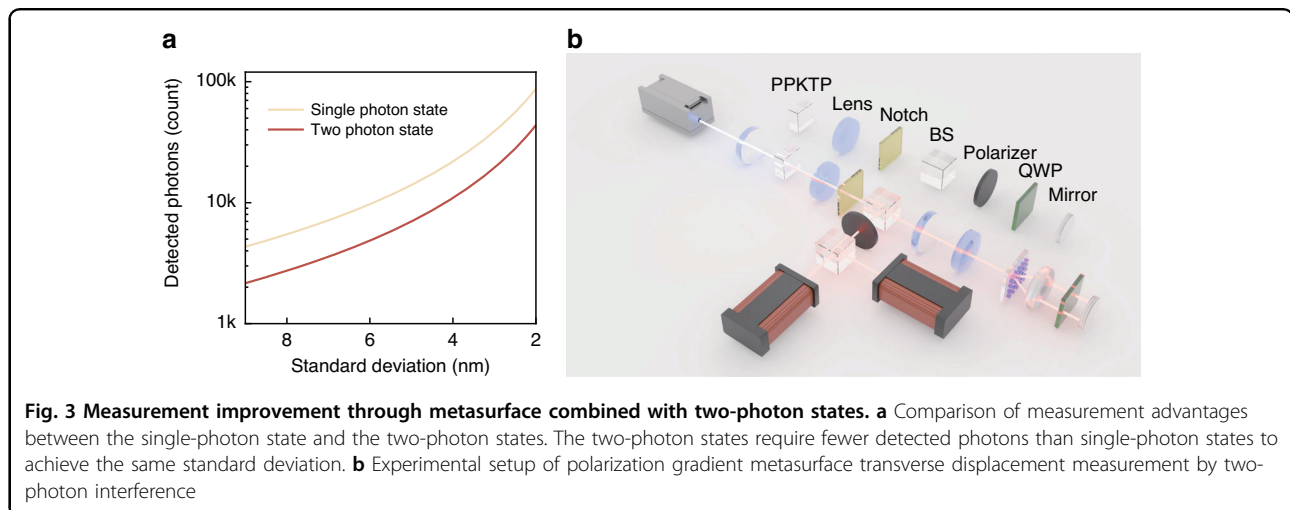 a
100k
10k
1k
Detected photons (count)
Single photon state
Two photon state
8
6
4
2
Standard deviation (nm)
b
PPKTP
Lens
Notch
BS
Polarizer
QWP
Mirror
Fig. 3 Measurement improvement through metasurface combined with two-photon states. a Comparison of measurement advantages
between the single-photon state and the two-photon states. The two-photon states require fewer detected photons than single-photon states to
achieve the same standard deviation. b Experimental setup of polarization gradient metasurface transverse displacement measurement by two-
photon interference